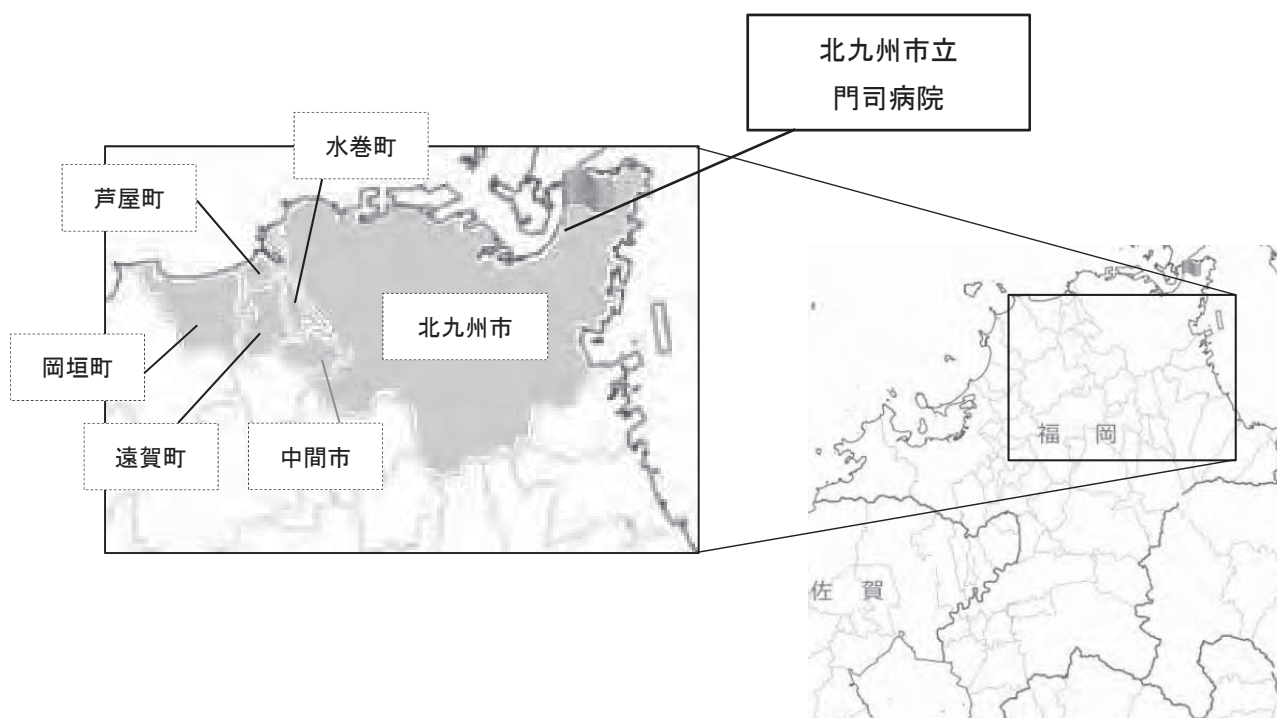 北九州市立
門司病院
水巻町
芦屋町
北九州市
岡垣町
遠賀町
中間市
福 岡
佐 賀